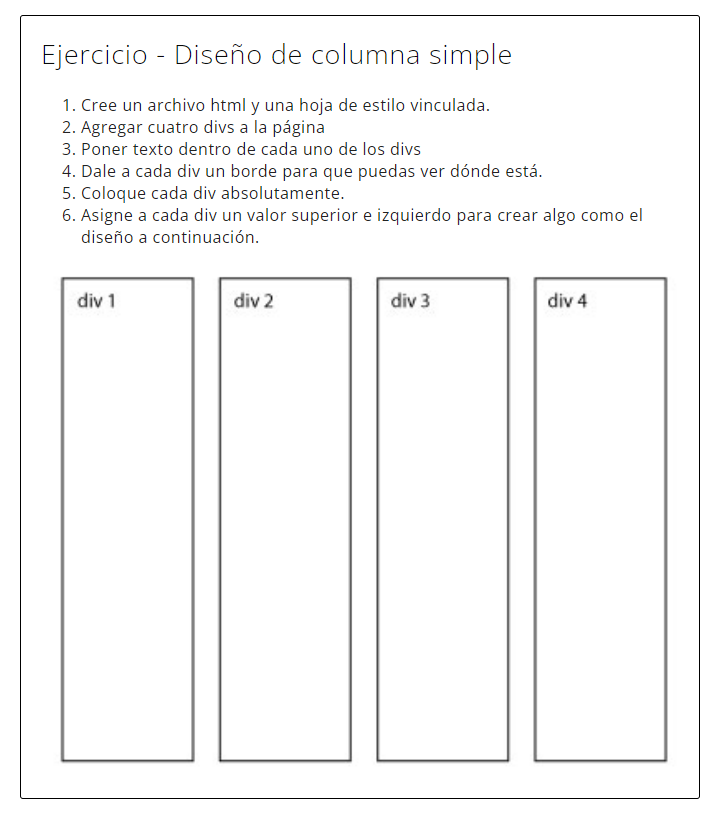 Ejercicio - Diseño de columna simple
1. Cree un archivo html y una hoja de estilo vinculada.
2. Agregar cuatro divs a la página
3. Poner texto dentro de cada uno de los divs
4. Dale a cada div un borde para que puedas ver dónde está.
5. Coloque cada div absolutamente.
6. Asigne a cada div un valor superior e izquierdo para crear algo como el
diseño a continuación.
div 1
div 2
div 3
div 4